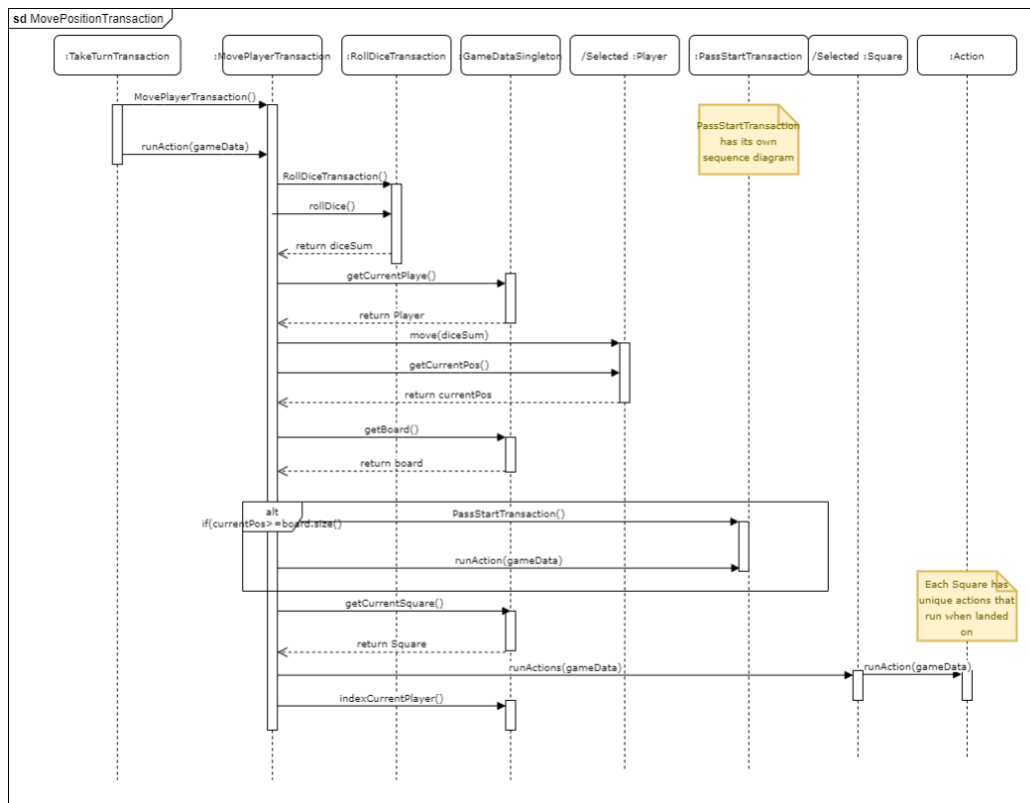 sd MovePositionTransaction
:TakeTurnTransaction
:MovePlayerTransaction
:RollDiceTransaction
:GameDataSingleton
/Selected :Player
:PassStartTransaction
/Selected :Square
:Action
MovePlayerTransaction()
PassStartTransaction
has its own
sequence diagram
runAction(gameData)
RollDiceTransaction()
rollDice()
return diceSum
getCurrentPlaye()
return Player
move(diceSum)
getCurrentPos()
return currentPos
getBoard()
return board
alt
if(currentPos>=board.size()
PassStartTransaction()
runAction(gameData)
Each Square has
unique actions that
run when landed
on
getCurrentSquare()
return Square
runActions(gameData)
runAction(gameData)
indexCurrentPlayer()